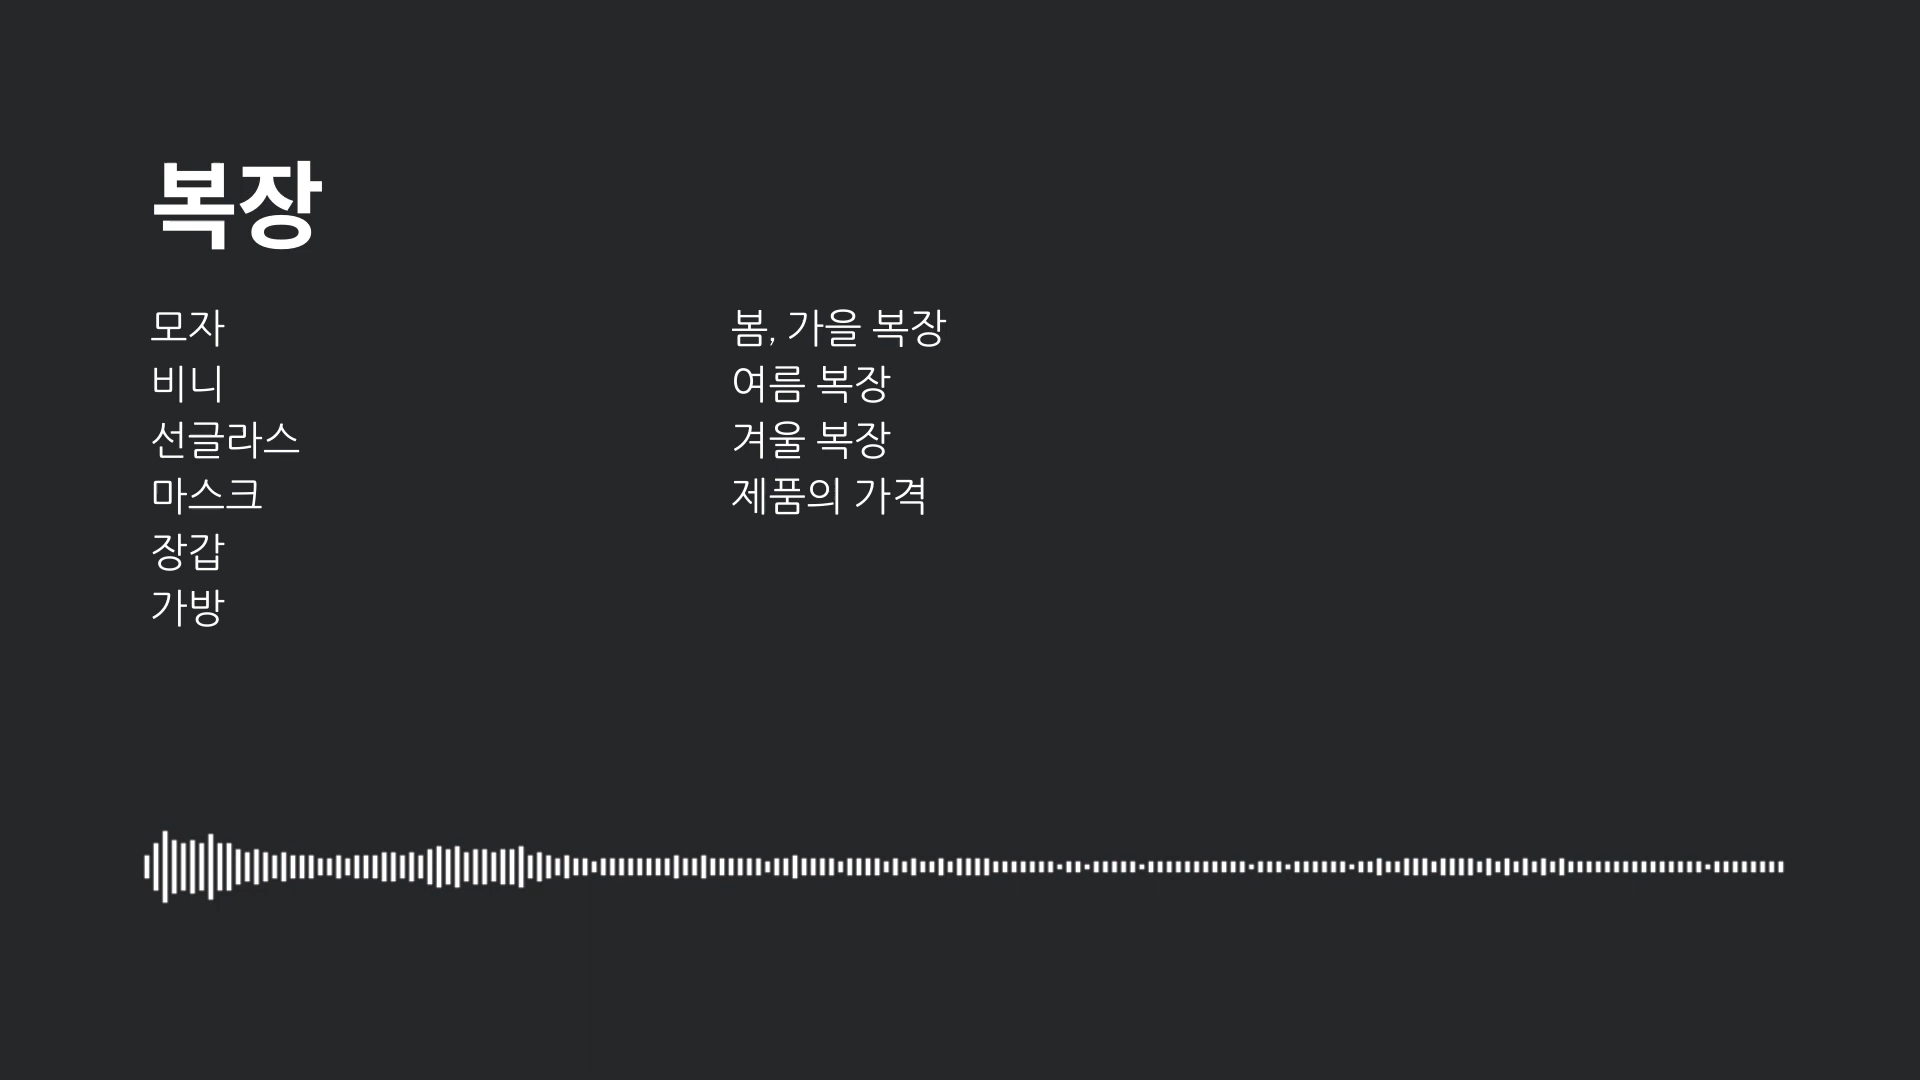 복장
모자
비니
선글라스
마스크
장갑
가방
봄, 가을 복장
여름 복장
겨울 복장
제품의 가격